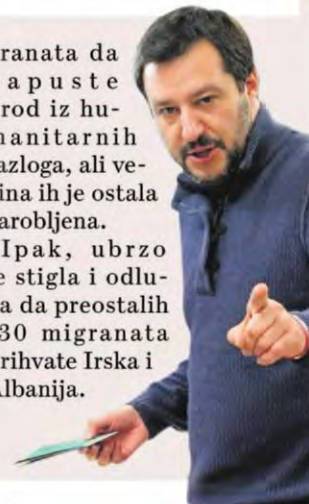 ranata da
apuste
rod iz hu-
manitarnih
azloga, ali ve-
ina ih je ostala
arobljena.
Ipak, ubrzo
e stigla i odlu-
a da preostalih
30 migranata
rihvate Irska i
Albanija.